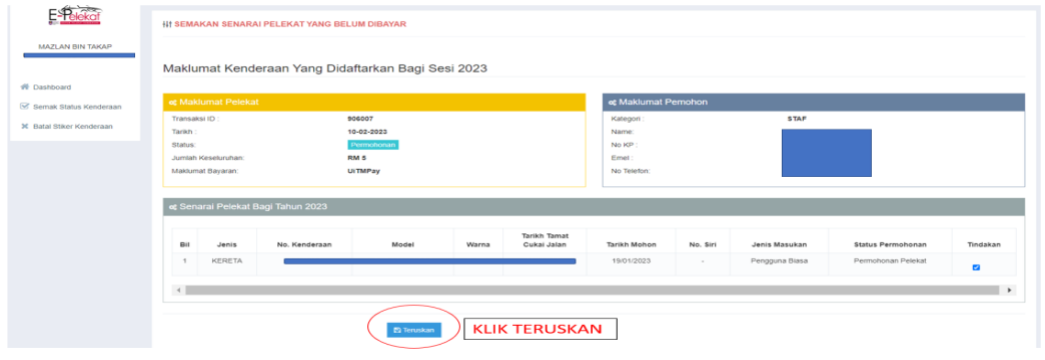 E-Pelekat
MAZLAN BIN TAKAP
Dashboard
Semak Status Kenderaan
Batal Stiker Kenderaan
SEMAKAN SENARAI PELEKAT YANG BELUM DIBAYAR
Maklumat Kenderaan Yang Didaftarkan Bagi Sesi 2023
Maklumat Pelekat
Transaksi ID : 906007
Tarikh : 10-02-2023
Status: Permohonan
Jumlah Keseluruhan: RM 5
Maklumat Bayaran: UiTMPay
Maklumat Pemohon
Kategori : STAF
Name:
No KP :
Emel :
No Telefon:
Senarai Pelekat Bagi Tahun 2023
Bil Jenis No. Kenderaan Model Warna Tarikh Tamat Cukai Jalan Tarikh Mohon No. Siri Jenis Masukan Status Permohonan Tindakan
1 KERETA 19/01/2023 - Pengguna Biasa Permohonan Pelekat
Teruskan
KLIK TERUSKAN